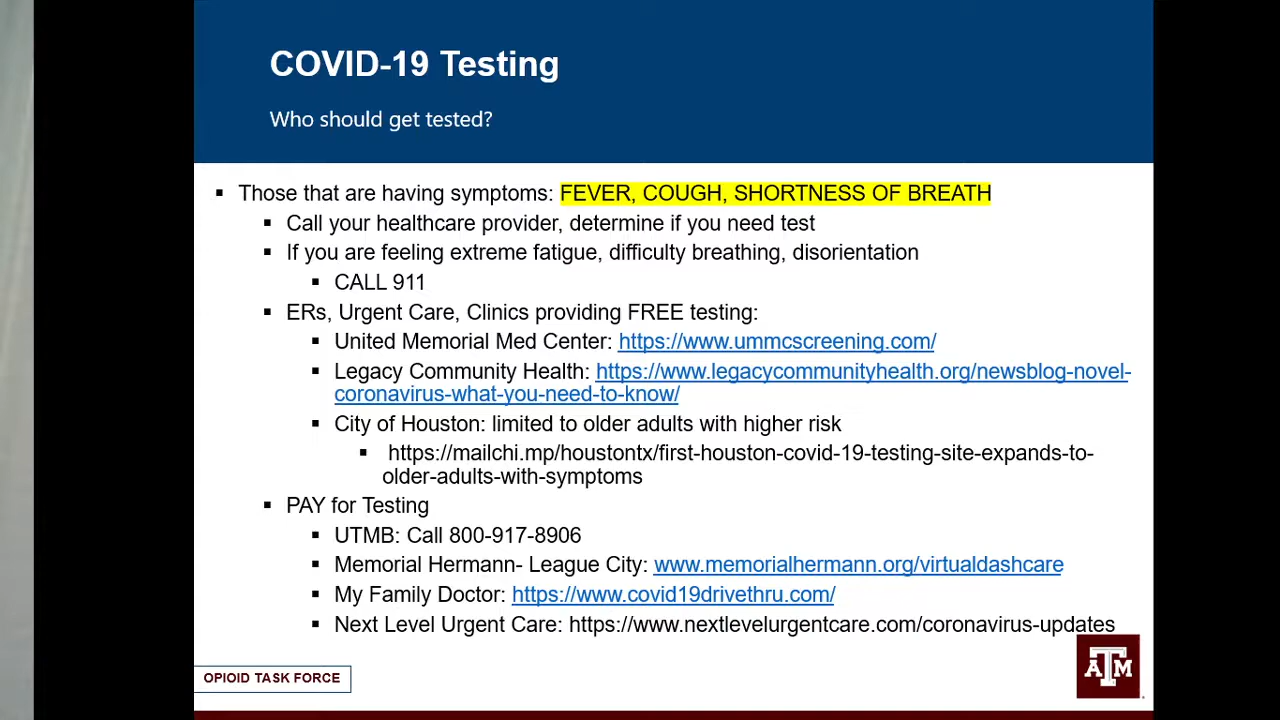 COVID-19 Testing
Who should get tested?
▪ Those that are having symptoms: FEVER, COUGH, SHORTNESS OF BREATH
▪ Call your healthcare provider, determine if you need test
▪ If you are feeling extreme fatigue, difficulty breathing, disorientation
▪ CALL 911
▪ ERs, Urgent Care, Clinics providing FREE testing:
▪ United Memorial Med Center: https://www.ummcscreening.com/
▪ Legacy Community Health: https://www.legacycommunityhealth.org/newsblog-novel-
coronavirus-what-you-need-to-know/
▪ City of Houston: limited to older adults with higher risk
▪ https://mailchi.mp/houstontx/first-houston-covid-19-testing-site-expands-to-
older-adults-with-symptoms
▪ PAY for Testing
▪ UTMB: Call 800-917-8906
▪ Memorial Hermann- League City: www.memorialhermann.org/virtualdashcare
▪ My Family Doctor: https://www.covid19drivethru.com/
▪ Next Level Urgent Care: https://www.nextlevelurgentcare.com/coronavirus-updates
OPIOID TASK FORCE
ATM